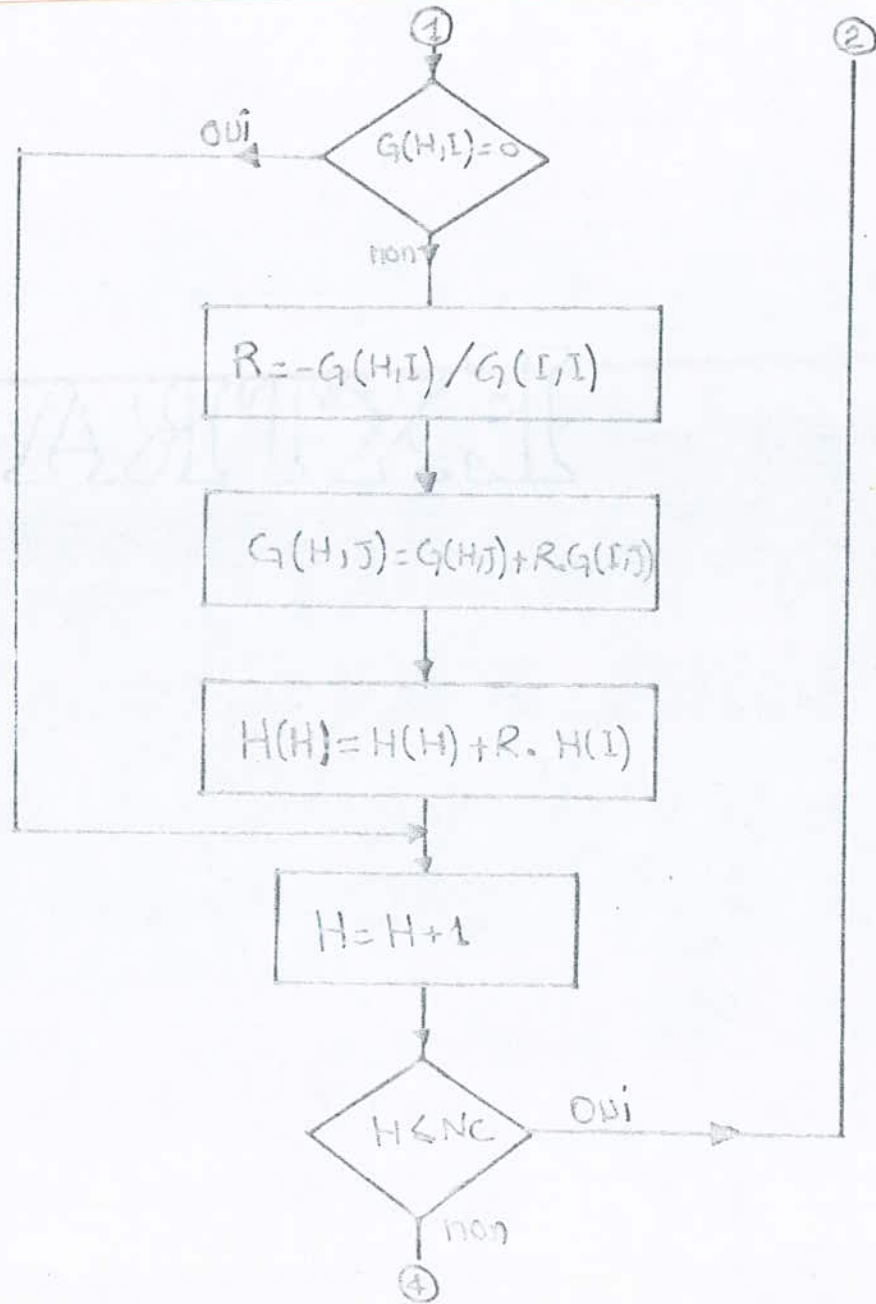 1
2
G(H,I)=0
OUI
non
R=-G(H,I)/G(I,I)
G(H,J)=G(H,J)+R.G(I,J)
H(H)=H(H)+R.H(I)
H=H+1
H≤NC
OUI
non
4